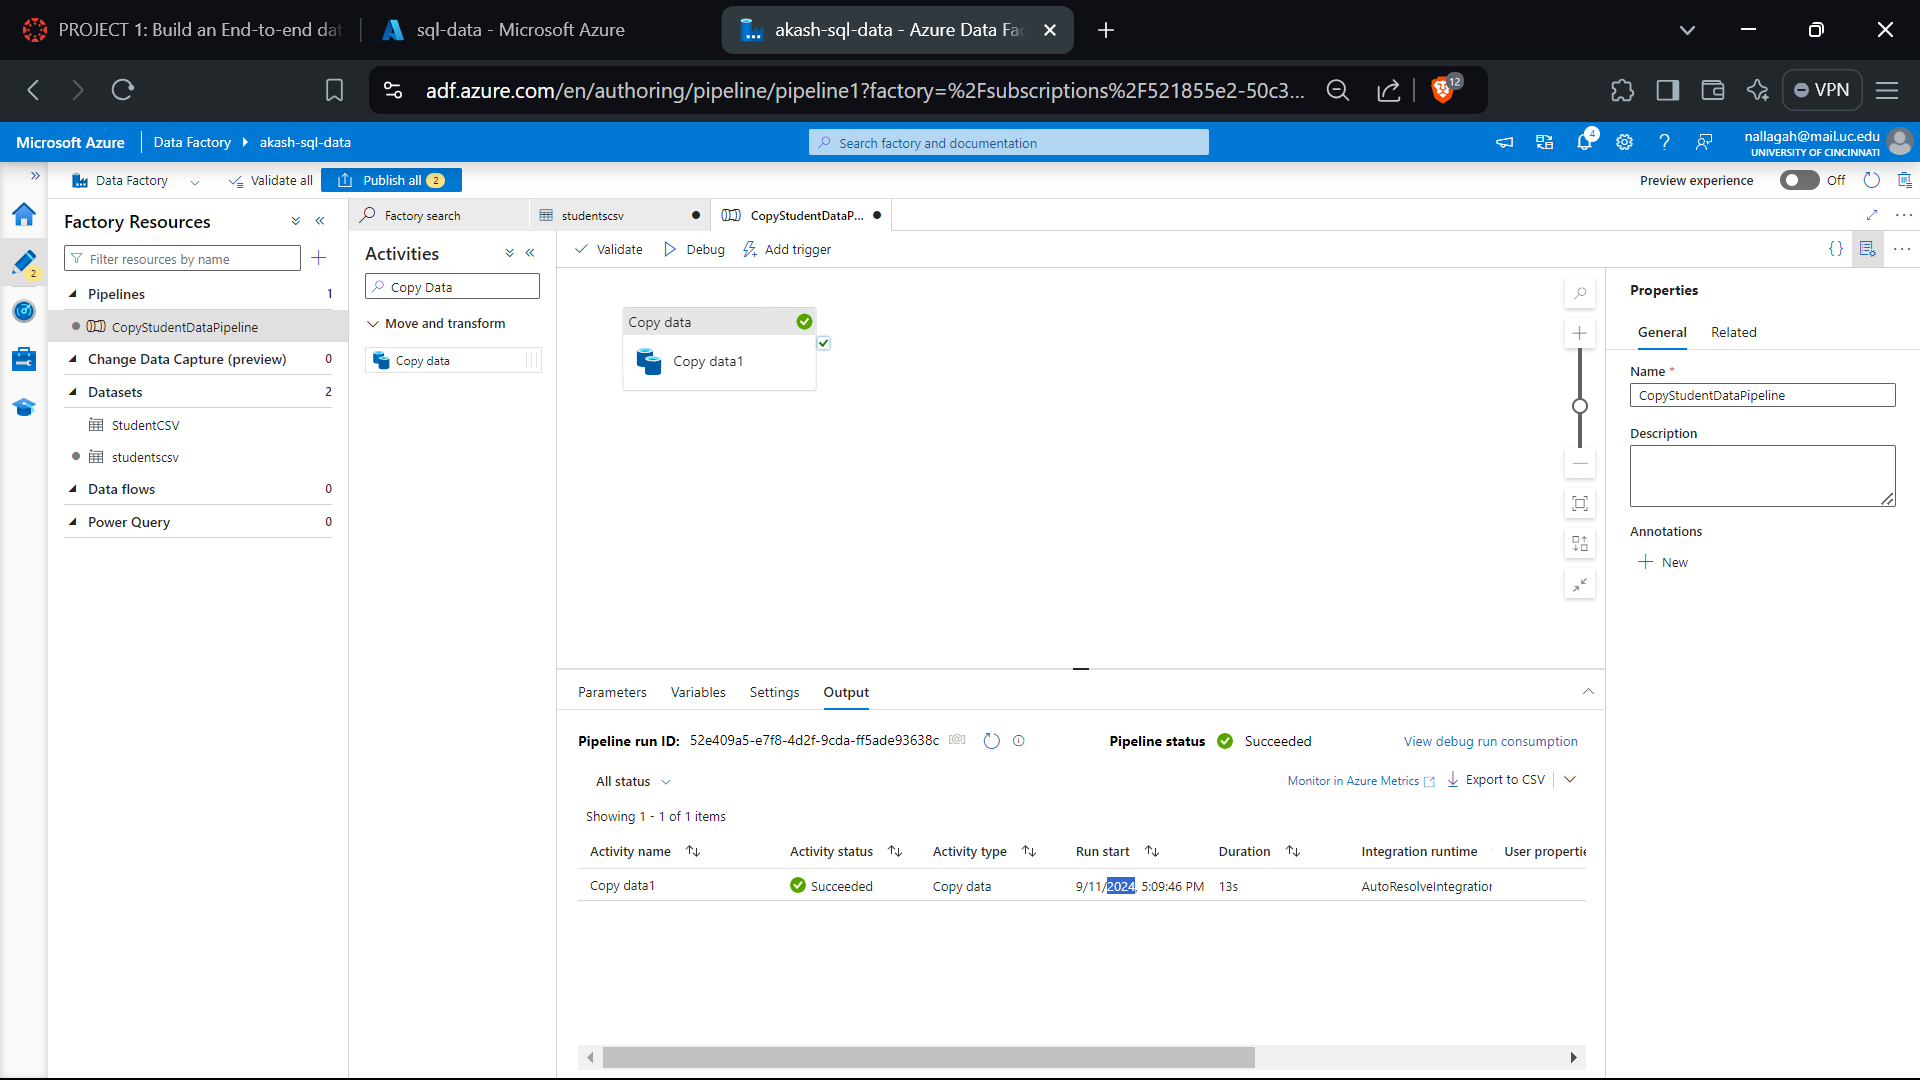 PROJECT 1: Build an End-to-end dat
sql-data - Microsoft Azure
akash-sql-data - Azure Data Fac
adf.azure.com/en/authoring/pipeline/pipeline1?factory=%2Fsubscriptions%2F521855e2-50c3...
12
VPN
Microsoft Azure
Data Factory
akash-sql-data
Search factory and documentation
4
nallagah@mail.uc.edu
UNIVERSITY OF CINCINNATI
Data Factory
Validate all
Publish all 2
Preview experience
Off
2
Factory Resources
Filter resources by name
Pipelines 1
CopyStudentDataPipeline
Change Data Capture (preview) 0
Datasets 2
StudentCSV
studentscsv
Data flows 0
Power Query 0
Factory search
studentscsv
CopyStudentDataP...
Activities
Copy Data
Move and transform
Copy data
Validate
Debug
Add trigger
{}
Copy data
Copy data1
Properties
General
Related
Name *
CopyStudentDataPipeline
Description
Annotations
New
Parameters
Variables
Settings
Output
Pipeline run ID: 52e409a5-e7f8-4d2f-9cda-ff5ade93638c
Pipeline status Succeeded
View debug run consumption
All status
Monitor in Azure Metrics
Export to CSV
Showing 1 - 1 of 1 items
Activity name Activity status Activity type Run start Duration Integration runtime User propertie
Copy data1 Succeeded Copy data 9/11/2024, 5:09:46 PM 13s AutoResolveIntegration